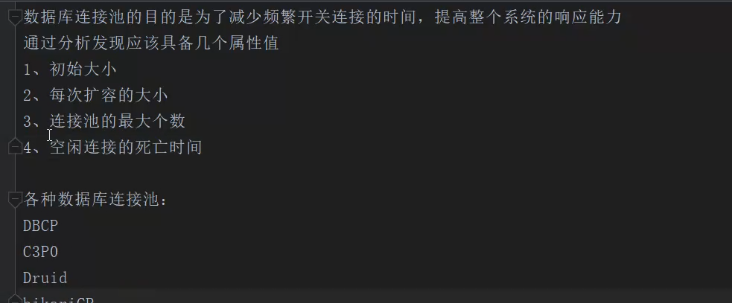 数据库连接池的目的是为了减少频繁开关连接的时间，提高整个系统的响应能力
通过分析发现应该具备几个属性值
1、初始大小
2、每次扩容的大小
3、连接池的最大个数
4、空闲连接的死亡时间
各种数据库连接池：
DBCP
C3P0
Druid
hikariCP